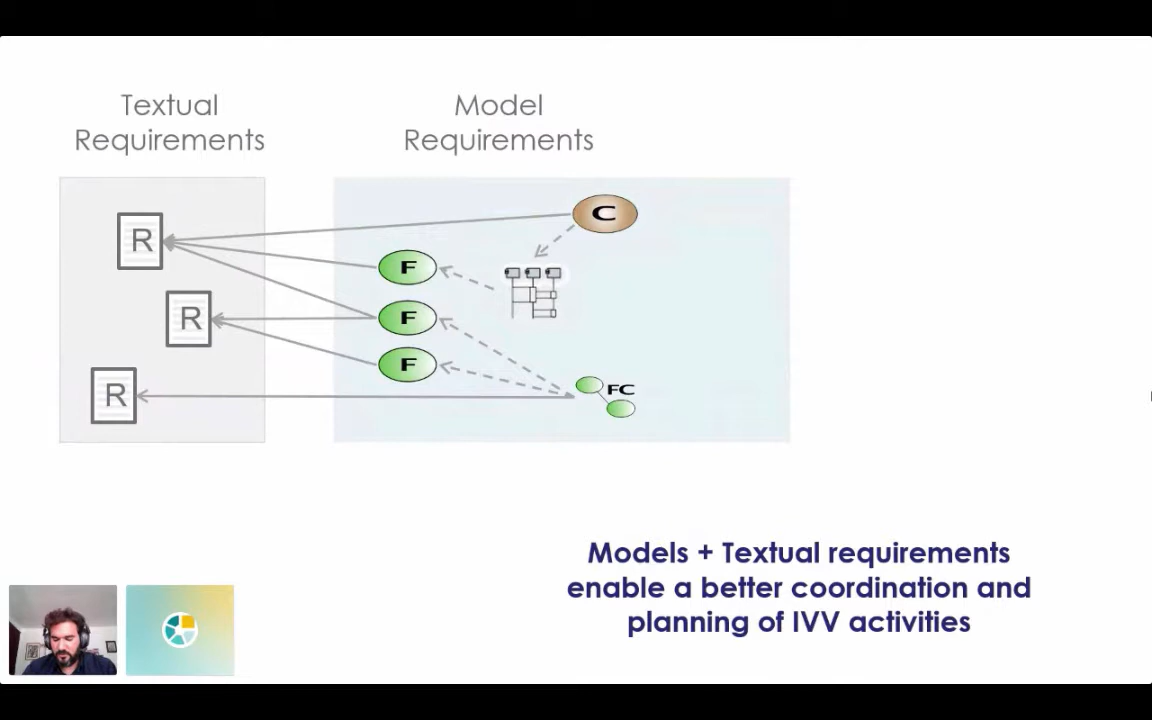 Textual
Requirements
Model
Requirements
R
C
F
R
F
F
R
FC
Models + Textual requirements
enable a better coordination and
planning of IVV activities